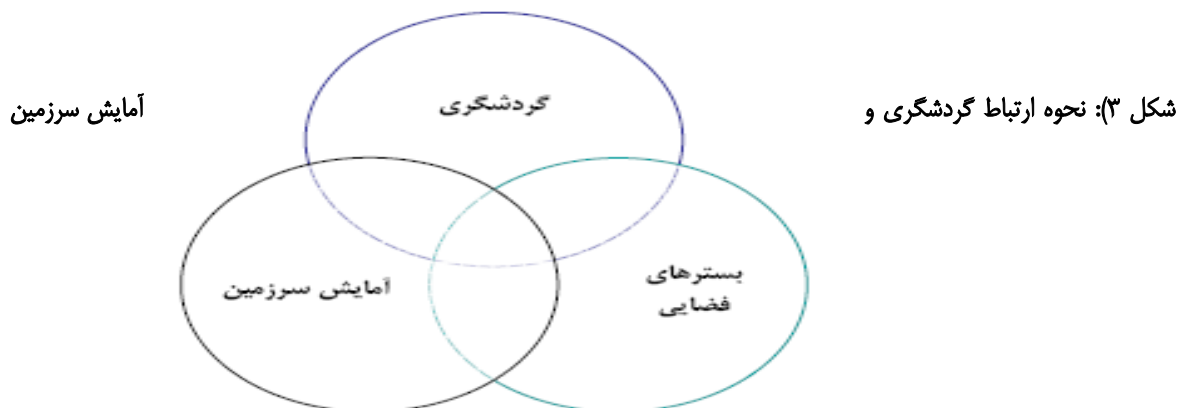 گردشگری
شکل ۳): نحوه ارتباط گردشگری و آمایش سرزمین
بسترهای
فضایی
آمایش سرزمین